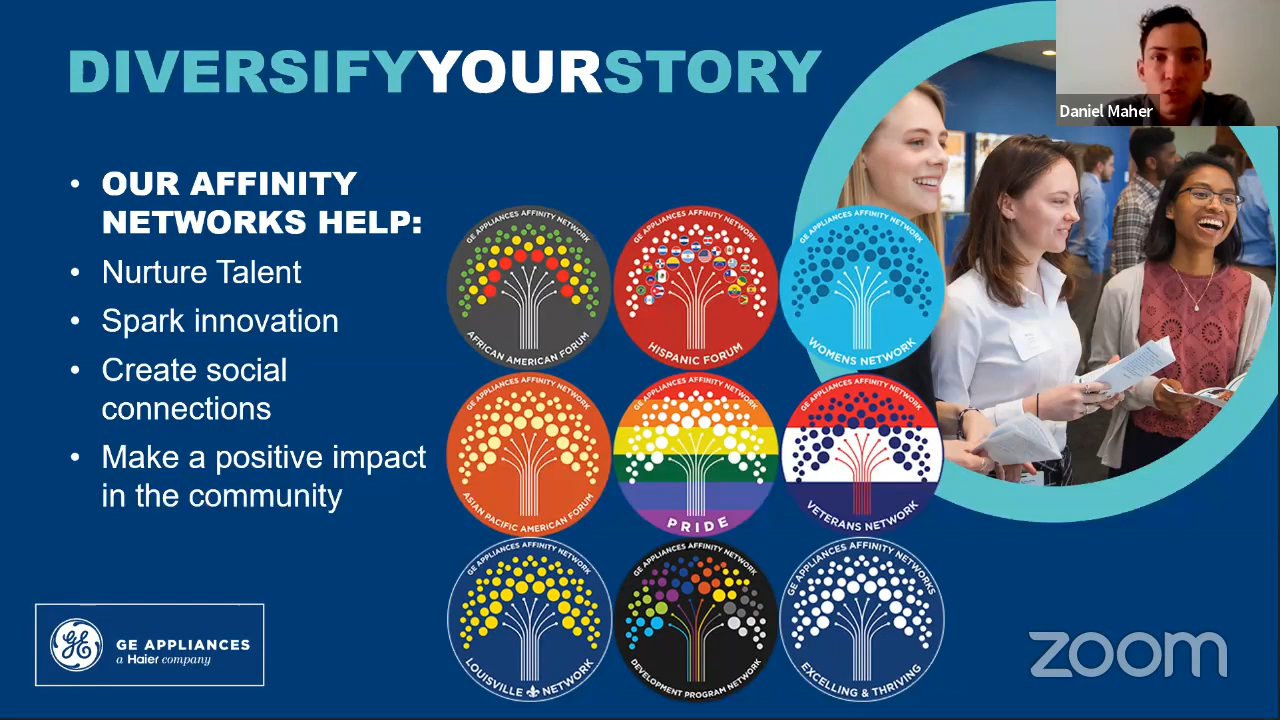 DIVERSIFYYOURSTORY
Daniel Maher
• OUR AFFINITY
NETWORKS HELP:
• Nurture Talent
• Spark innovation
• Create social
connections
• Make a positive impact
in the community
GE APPLIANCES AFFINITY NETWORK
AFRICAN AMERICAN FORUM
GE APPLIANCES AFFINITY NETWORK
HISPANIC FORUM
GE APPLIANCES AFFINITY NETWORK
WOMENS NETWORK
GE APPLIANCES AFFINITY NETWORK
ASIAN PACIFIC AMERICAN FORUM
GE APPLIANCES AFFINITY NETWORK
PRIDE
GE APPLIANCES AFFINITY NETWORK
VETERANS NETWORK
GE APPLIANCES AFFINITY NETWORK
LOUISVILLE NETWORK
GE APPLIANCES AFFINITY NETWORK
DEVELOPMENT PROGRAM NETWORK
GE APPLIANCES AFFINITY NETWORKS
EXCELLING & THRIVING
GE
GE APPLIANCES
a Haier company
zoom